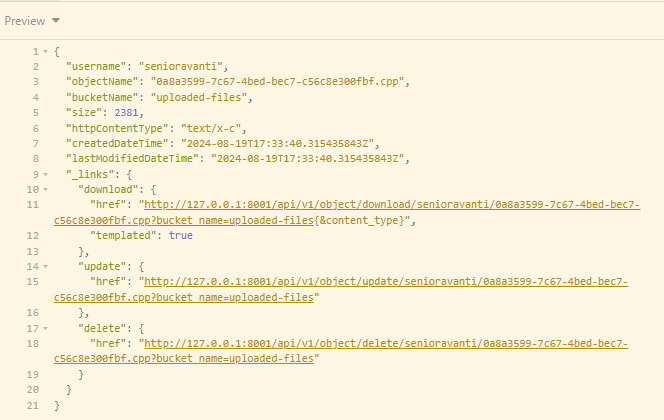 Preview
1 {
2 "username": "senioravanti",
3 "objectName": "0a8a3599-7c67-4bed-bec7-c56c8e300fbf.cpp",
4 "bucketName": "uploaded-files",
5 "size": 2381,
6 "httpContentType": "text/x-c",
7 "createdDateTime": "2024-08-19T17:33:40.315435843Z",
8 "lastModifiedDateTime": "2024-08-19T17:33:40.315435843Z",
9 "_links": {
10 "download": {
11 "href": "http://127.0.0.1:8001/api/v1/object/download/senioravanti/0a8a3599-7c67-4bed-bec7-
c56c8e300fbf.cpp?bucket_name=uploaded-files{&content_type}",
12 "templated": true
13 },
14 "update": {
15 "href": "http://127.0.0.1:8001/api/v1/object/update/senioravanti/0a8a3599-7c67-4bed-bec7-
c56c8e300fbf.cpp?bucket_name=uploaded-files"
16 },
17 "delete": {
18 "href": "http://127.0.0.1:8001/api/v1/object/delete/senioravanti/0a8a3599-7c67-4bed-bec7-
c56c8e300fbf.cpp?bucket_name=uploaded-files"
19 }
20 }
21 }